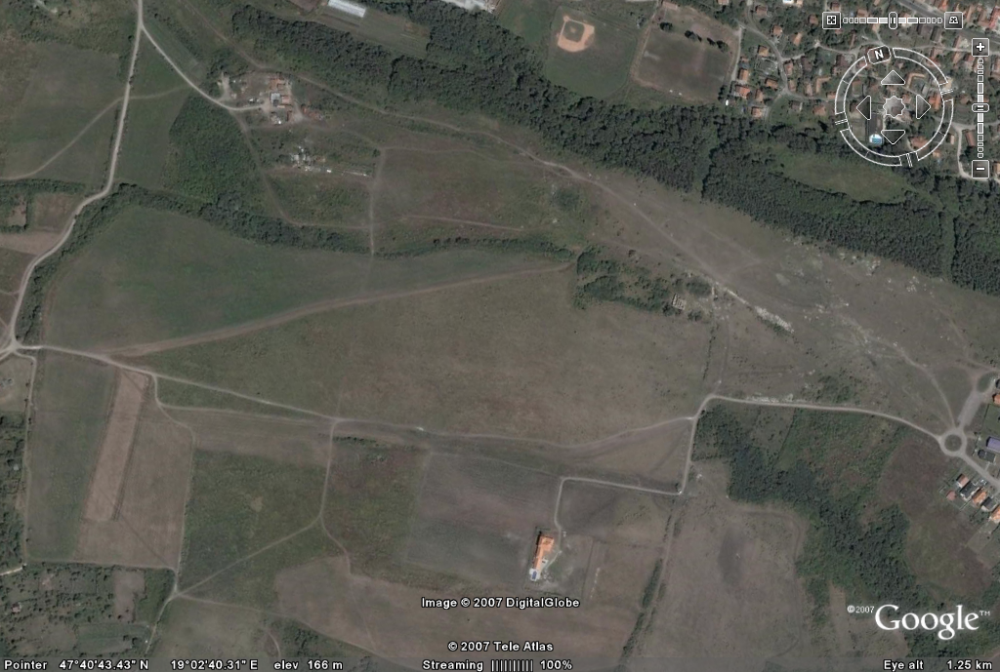 N
Image © 2007 DigitalGlobe
© 2007 Google™
© 2007 Tele Atlas
Pointer 47°40'43.43" N 19°02'40.31" E elev 166 m Streaming |||||||||| 100% Eye alt 1.25 km